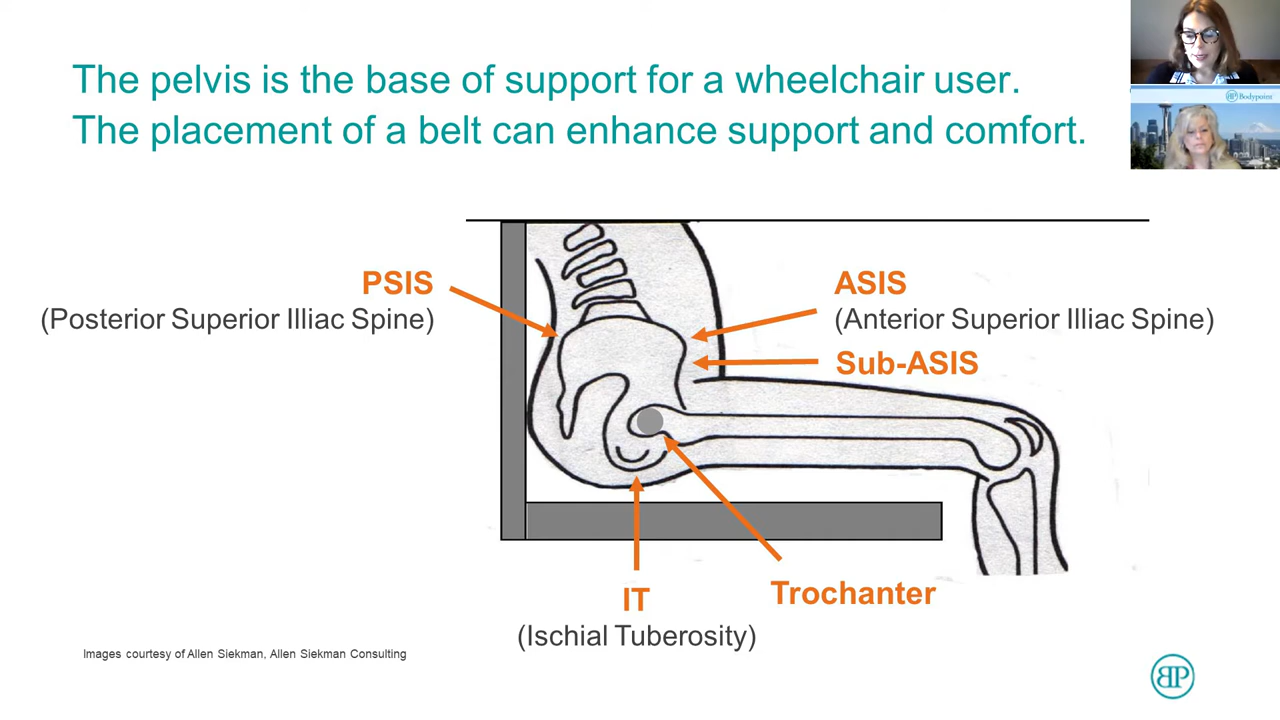 The pelvis is the base of support for a wheelchair user.
The placement of a belt can enhance support and comfort.
Bodypoint
PSIS
(Posterior Superior Illiac Spine)
ASIS
(Anterior Superior Illiac Spine)
Sub-ASIS
IT
(Ischial Tuberosity)
Trochanter
Images courtesy of Allen Siekman, Allen Siekman Consulting
BP